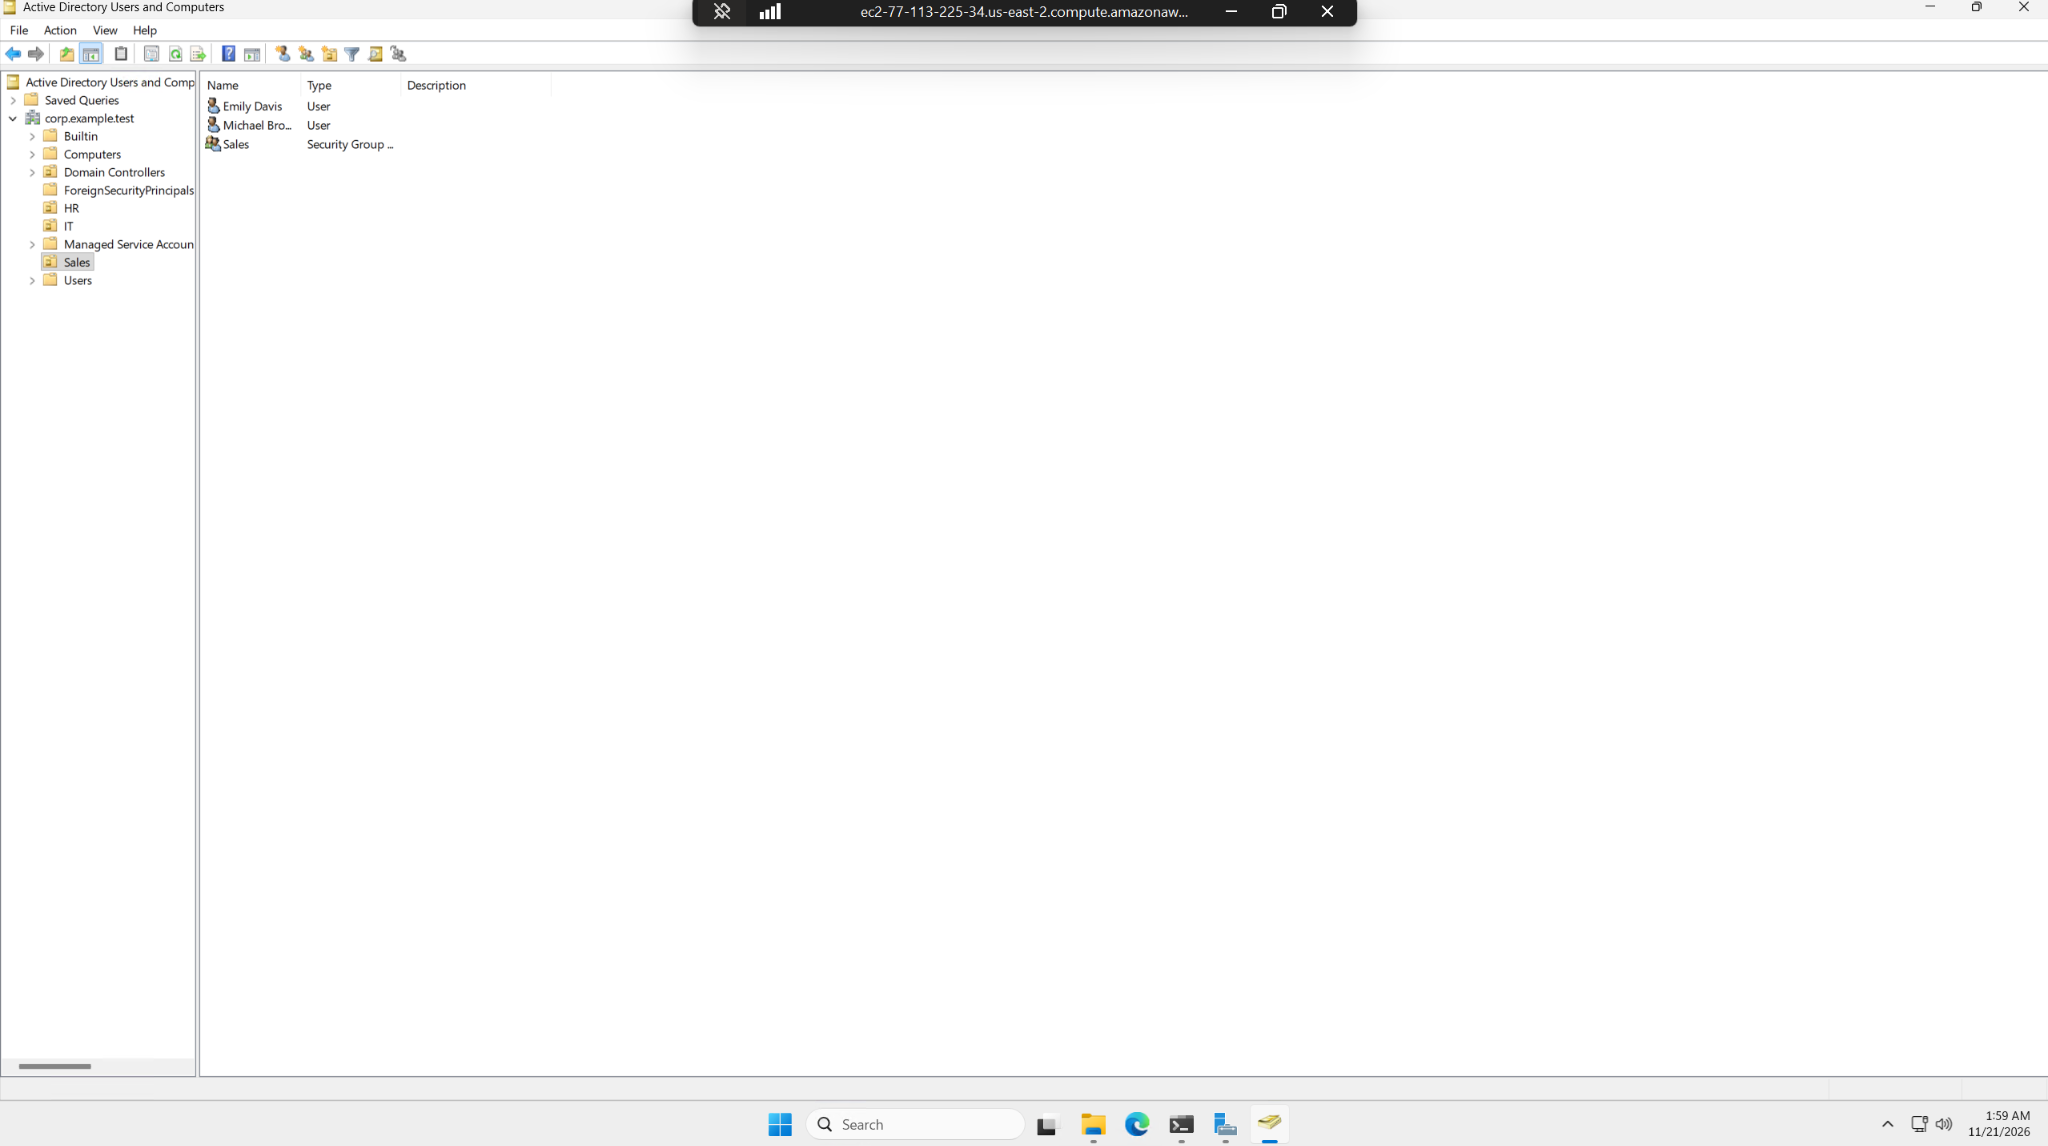 Active Directory Users and Computers
ec2-77-113-225-34.us-east-2.compute.amazonaw...
File Action View Help
Active Directory Users and Comp
Saved Queries
corp.example.test
Builtin
Computers
Domain Controllers
ForeignSecurityPrincipals
HR
IT
Managed Service Accoun
Sales
Users
Name Type Description
Emily Davis User
Michael Bro... User
Sales Security Group ...
Search
1:59 AM
11/21/2026